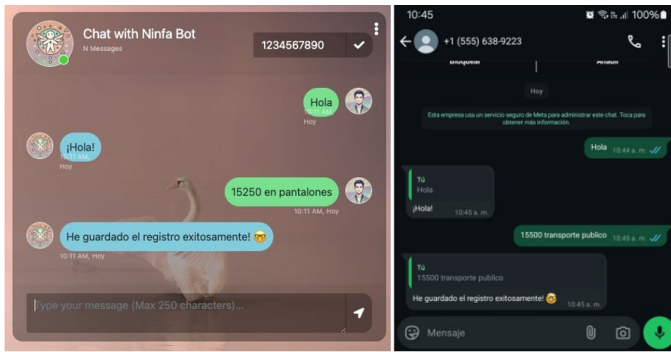 Chat with Ninfa Bot
N Messages
1234567890
Hola
10:11 AM,
Hoy
¡Hola!
10:11 AM,
Hoy
15250 en pantalones
10:11 AM, Hoy
He guardado el registro exitosamente! 🤓
10:11 AM, Hoy
Type your message (Max 250 characters)...
10:45
100%
+1 (555) 638-9223
Bloquear
Añadir
Hoy
Esta empresa usa un servicio seguro de Meta para administrar este chat. Toca para
obtener más información.
Hola 10:44 a. m.
Tú
Hola
¡Hola! 10:45 a. m.
15500 transporte publico 10:45 a. m.
Tú
15500 transporte publico
He guardado el registro exitosamente! 🤓 10:45 a. m.
Mensaje